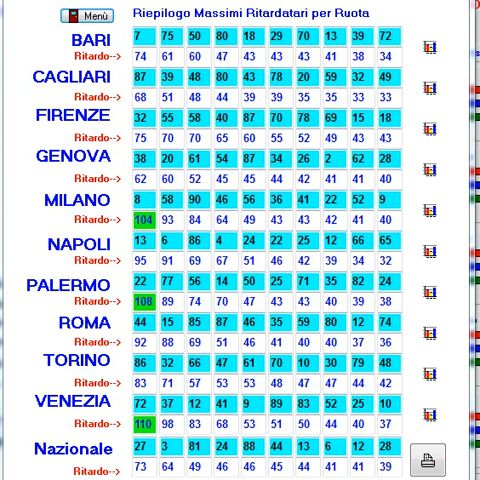 Menù
Riepilogo Massimi Ritardatari per Ruota
BARI 7 75 50 80 18 29 70 13 39 72
Ritardo--> 74 61 60 47 43 43 43 41 38 34
CAGLIARI 87 39 48 80 43 78 20 59 32 49
Ritardo--> 68 51 48 44 39 39 35 35 33 33
FIRENZE 32 55 58 40 87 70 78 69 15 18
Ritardo--> 75 70 70 65 60 55 52 49 43 43
GENOVA 38 20 61 54 87 34 26 2 62 28
Ritardo--> 62 60 52 45 45 44 42 41 41 40
MILANO 8 58 90 46 56 36 41 22 52 9
Ritardo--> 104 93 84 64 49 43 43 42 41 40
NAPOLI 13 6 86 4 24 22 25 12 66 65
Ritardo--> 95 91 69 67 51 46 42 39 34 32
PALERMO 22 77 56 14 50 25 71 35 82 24
Ritardo--> 108 89 74 70 47 43 43 40 39 38
ROMA 44 15 85 87 46 35 59 80 12 74
Ritardo--> 92 88 69 51 46 41 40 40 37 36
TORINO 86 32 66 47 61 70 10 30 79 48
Ritardo--> 83 71 57 53 53 48 47 47 44 42
VENEZIA 72 37 12 41 9 89 83 52 25 10
Ritardo--> 110 98 83 68 53 51 50 44 40 37
Nazionale 27 3 81 24 88 44 13 6 12 28
Ritardo--> 73 64 49 46 46 45 44 41 41 39